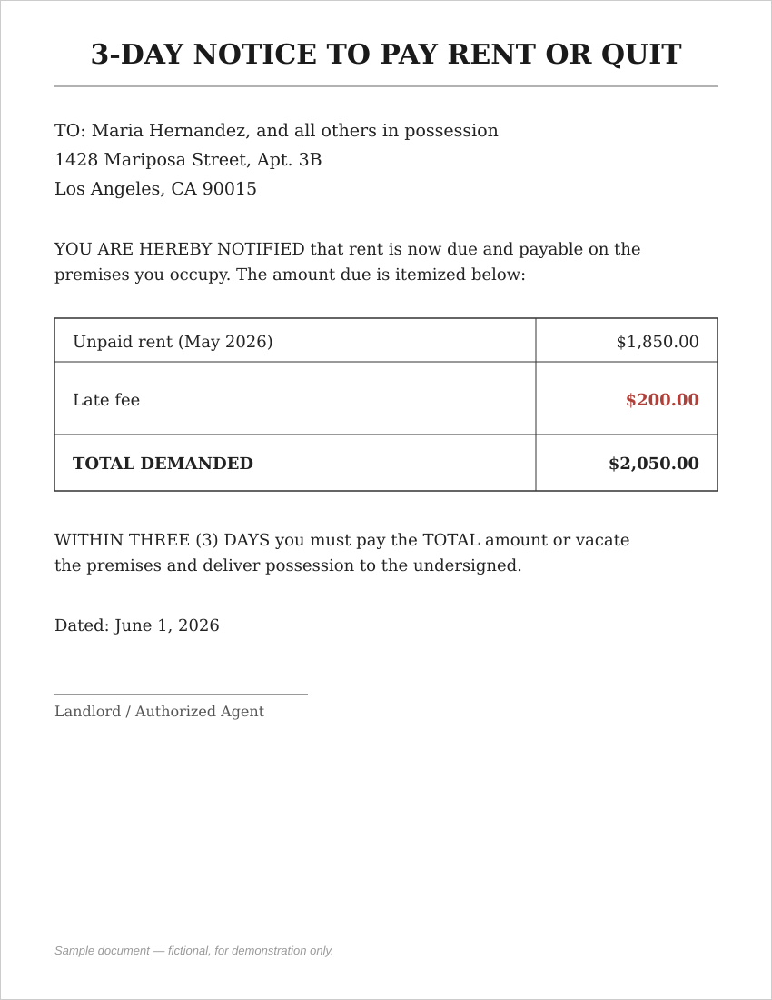 3-DAY NOTICE TO PAY RENT OR QUIT
TO: Maria Hernandez, and all others in possession
1428 Mariposa Street, Apt. 3B
Los Angeles, CA 90015
YOU ARE HEREBY NOTIFIED that rent is now due and payable on the
premises you occupy. The amount due is itemized below:
Unpaid rent (May 2026) $1,850.00
Late fee $200.00
TOTAL DEMANDED $2,050.00
WITHIN THREE (3) DAYS you must pay the TOTAL amount or vacate
the premises and deliver possession to the undersigned.
Dated: June 1, 2026
Landlord / Authorized Agent
Sample document — fictional, for demonstration only.